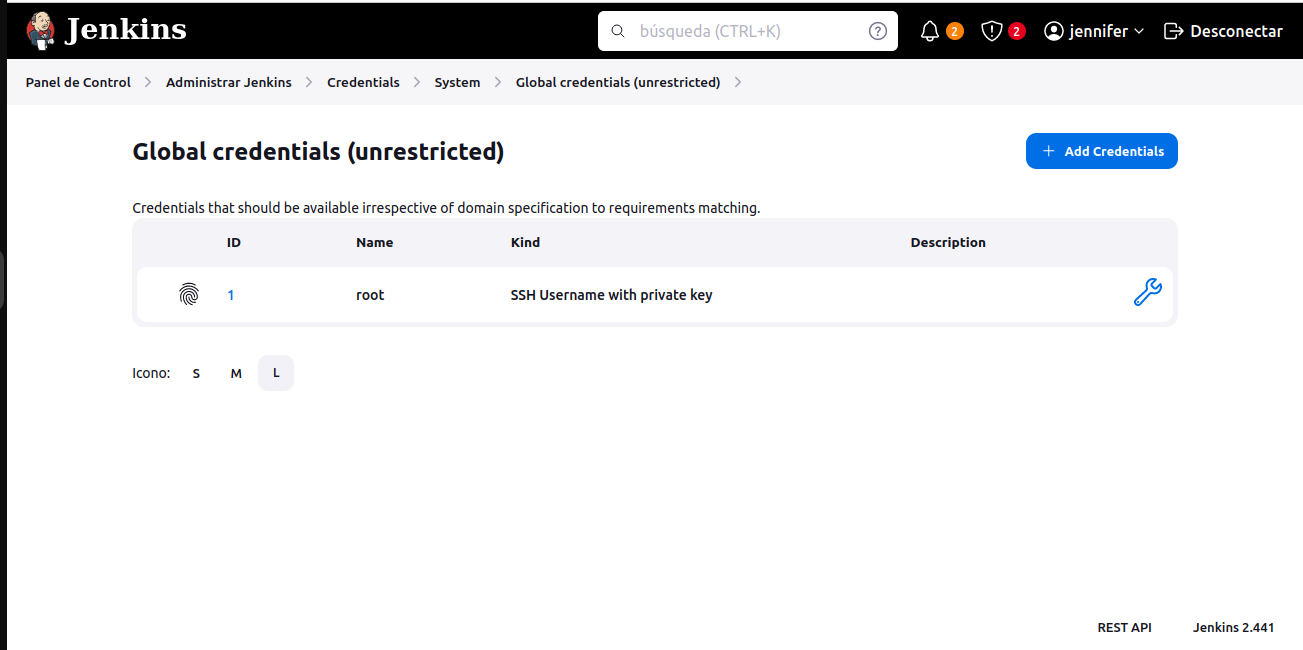 Jenkins
búsqueda (CTRL+K)
?
2
2
jennifer
Desconectar
Panel de Control > Administrar Jenkins > Credentials > System > Global credentials (unrestricted) >
Global credentials (unrestricted)
+ Add Credentials
Credentials that should be available irrespective of domain specification to requirements matching.
ID Name Kind Description
1 root SSH Username with private key
Icono: S M L
REST API Jenkins 2.441